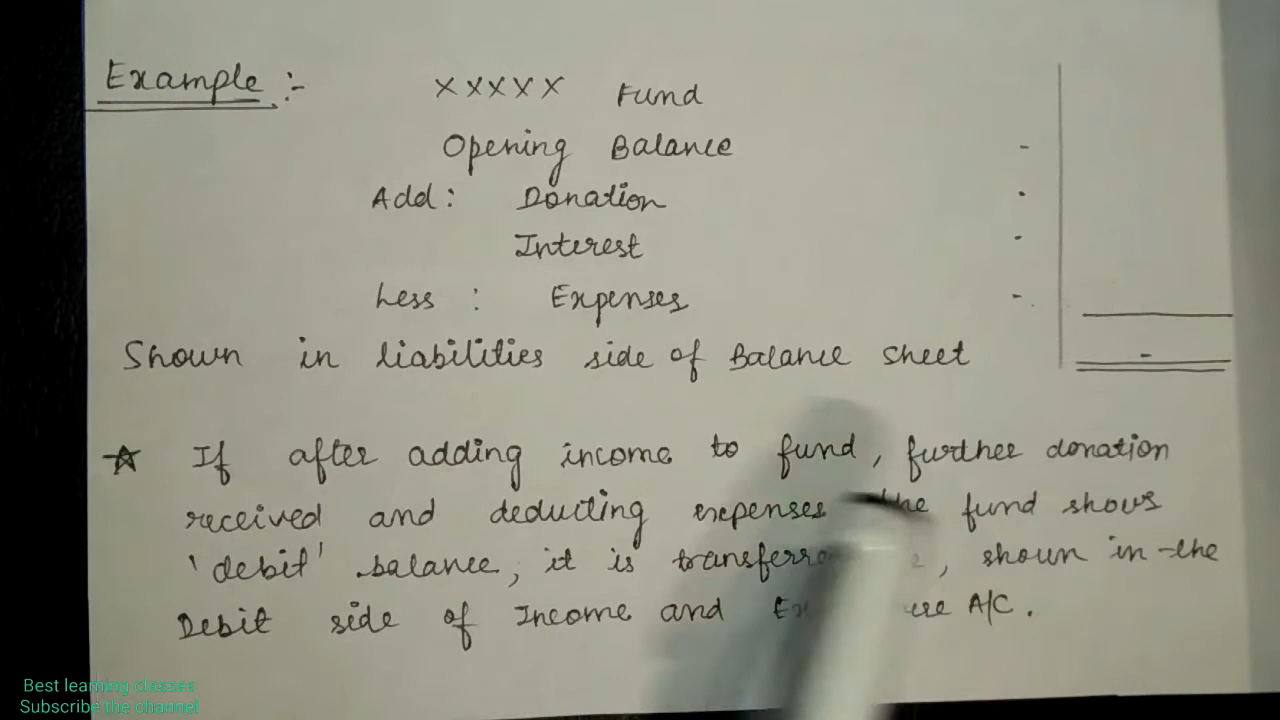 Example :-
XXXXX Fund
Opening Balance -
Add : Donation -
Interest -
Less : Expenses -
Shown in liabilities side of Balance sheet -
☆ If after adding income to fund, further donation
received and deducting expenses the fund shows
'debit' balance, it is , shown in the
Debit side of Income and A/C.
Best learning classes
Subscribe the channel